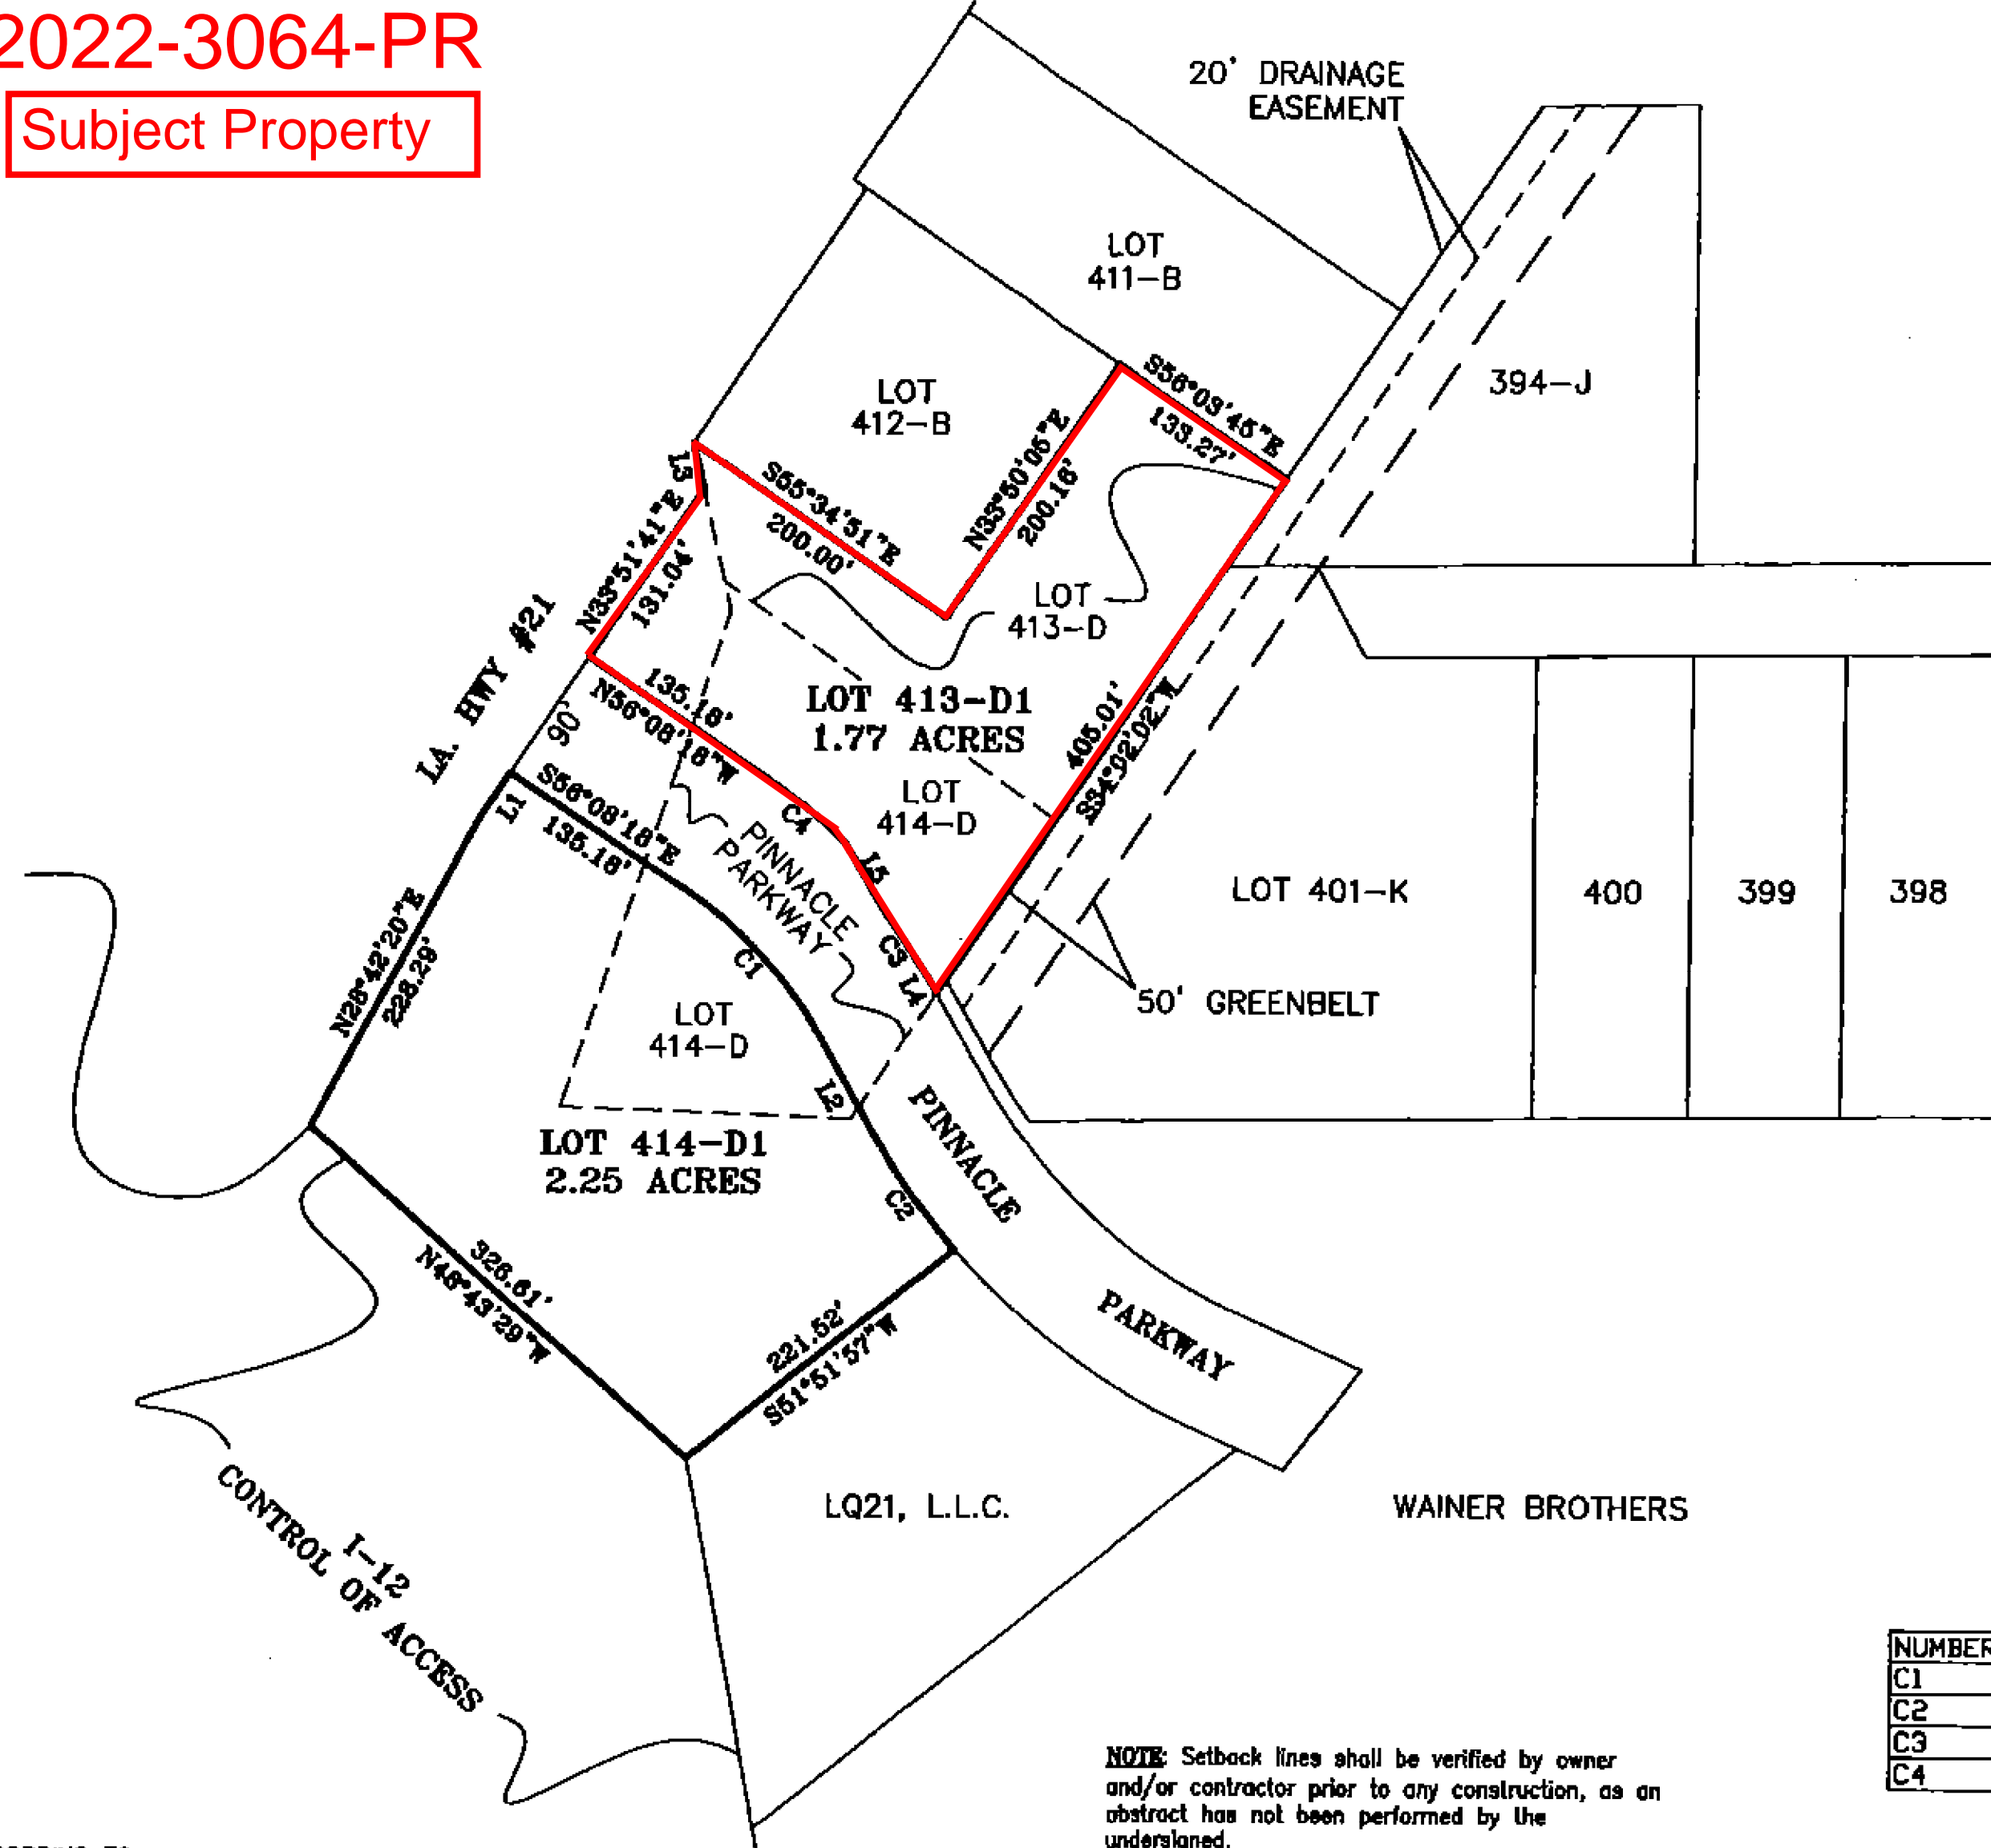 2022-3064-PR
Subject Property
20' DRAINAGE
EASEMENT
LOT
411-B
394-J
LOT
412-B
S56°03'45"E
133.27'
N33°50'05"E
200.16'
L3
S55°34'51"E
200.00'
N33°51'41"E
131.04'
LOT
413-D
LA. HWY #21
LOT 413-D1
1.77 ACRES
135.18'
N56°08'18"W
90'
405.01'
S34°02'02"W
LOT
414-D
C4
L5
L1
S56°08'18"E
135.18'
PINNACLE
PARKWAY
C3
L4
C1
LOT 401-K
400
399
398
50' GREENBELT
N28°42'20"E
228.29'
LOT
414-D
L2
PINNACLE
PARKWAY
LOT 414-D1
2.25 ACRES
C2
326.61'
N48°43'29"W
221.52'
S51°51'57"W
I-12
CONTROL OF ACCESS
LQ21, L.L.C.
WAINER BROTHERS
NUMBER
C1
C2
C3
C4
NOTE: Setback lines shall be verified by owner
and/or contractor prior to any construction, as an
abstract has not been performed by the
undersigned.